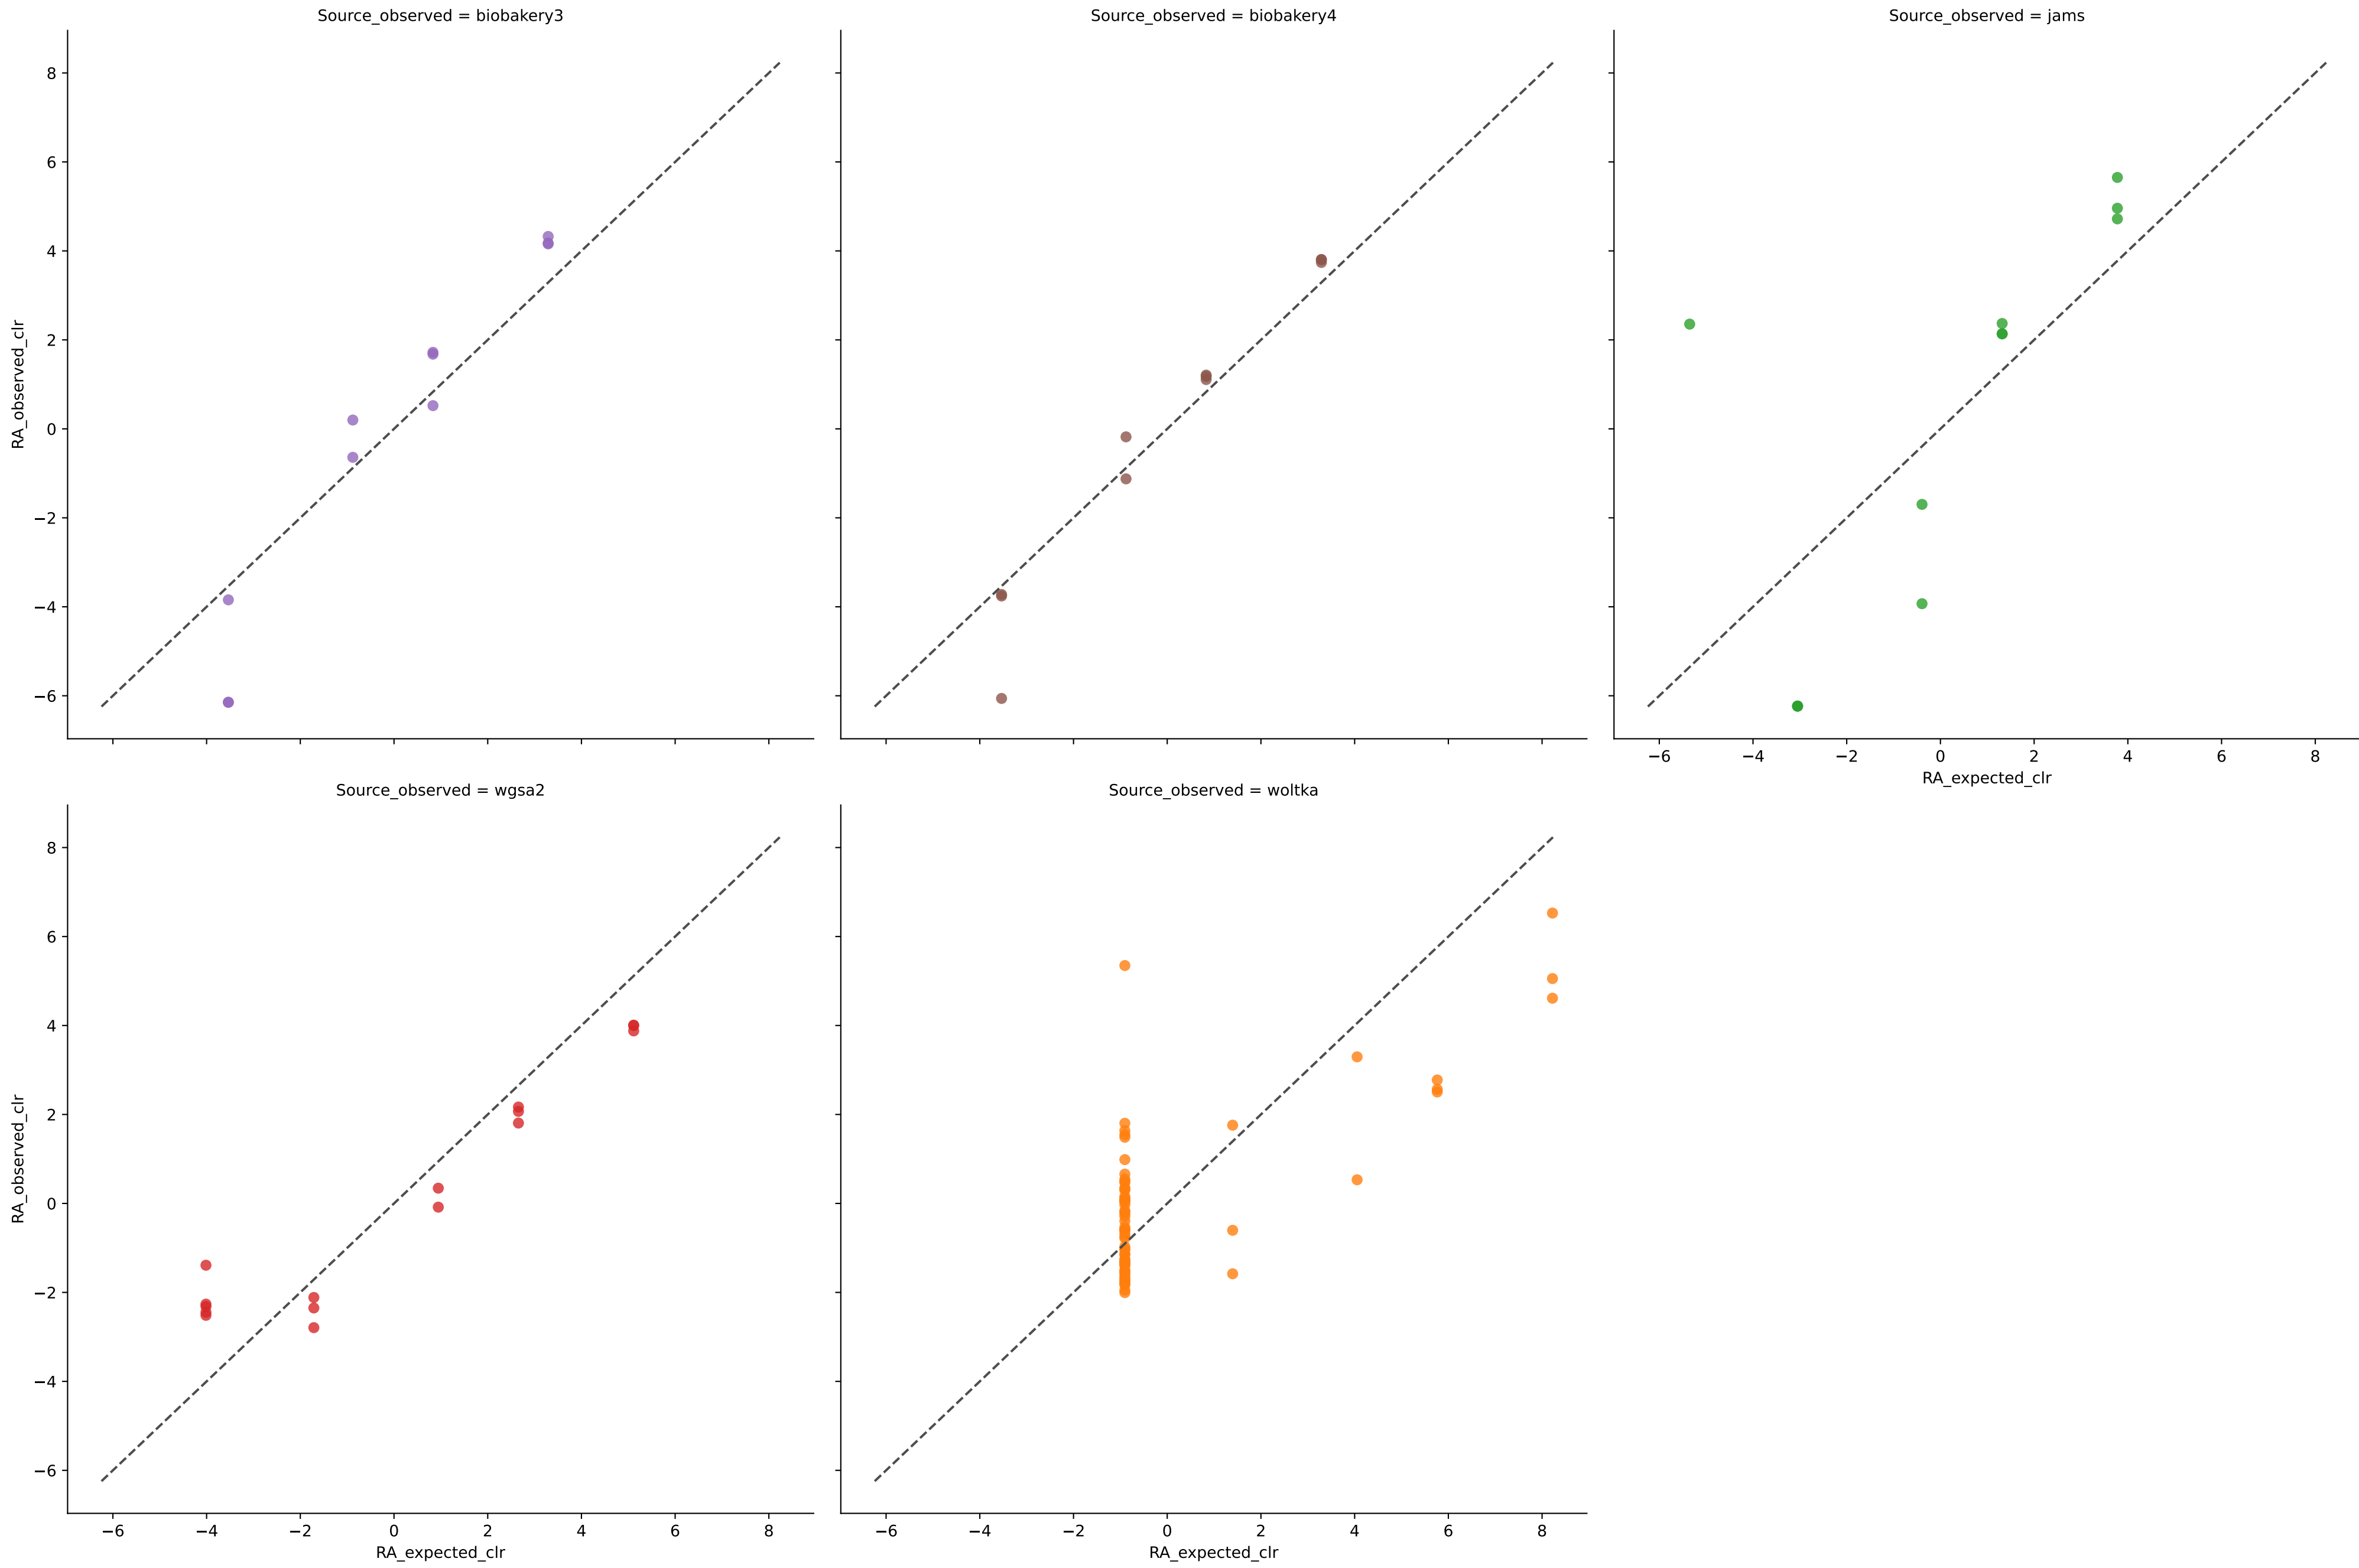 Source_observed = biobakery3
Source_observed = biobakery4
Source_observed = jams
8
6
4
2
0
−2
−4
−6
RA_observed_clr
−6 −4 −2 0 2 4 6 8
RA_expected_clr
Source_observed = wgsa2
Source_observed = woltka
8
6
4
2
0
−2
−4
−6
RA_observed_clr
−6 −4 −2 0 2 4 6 8
−6 −4 −2 0 2 4 6 8
RA_expected_clr
RA_expected_clr